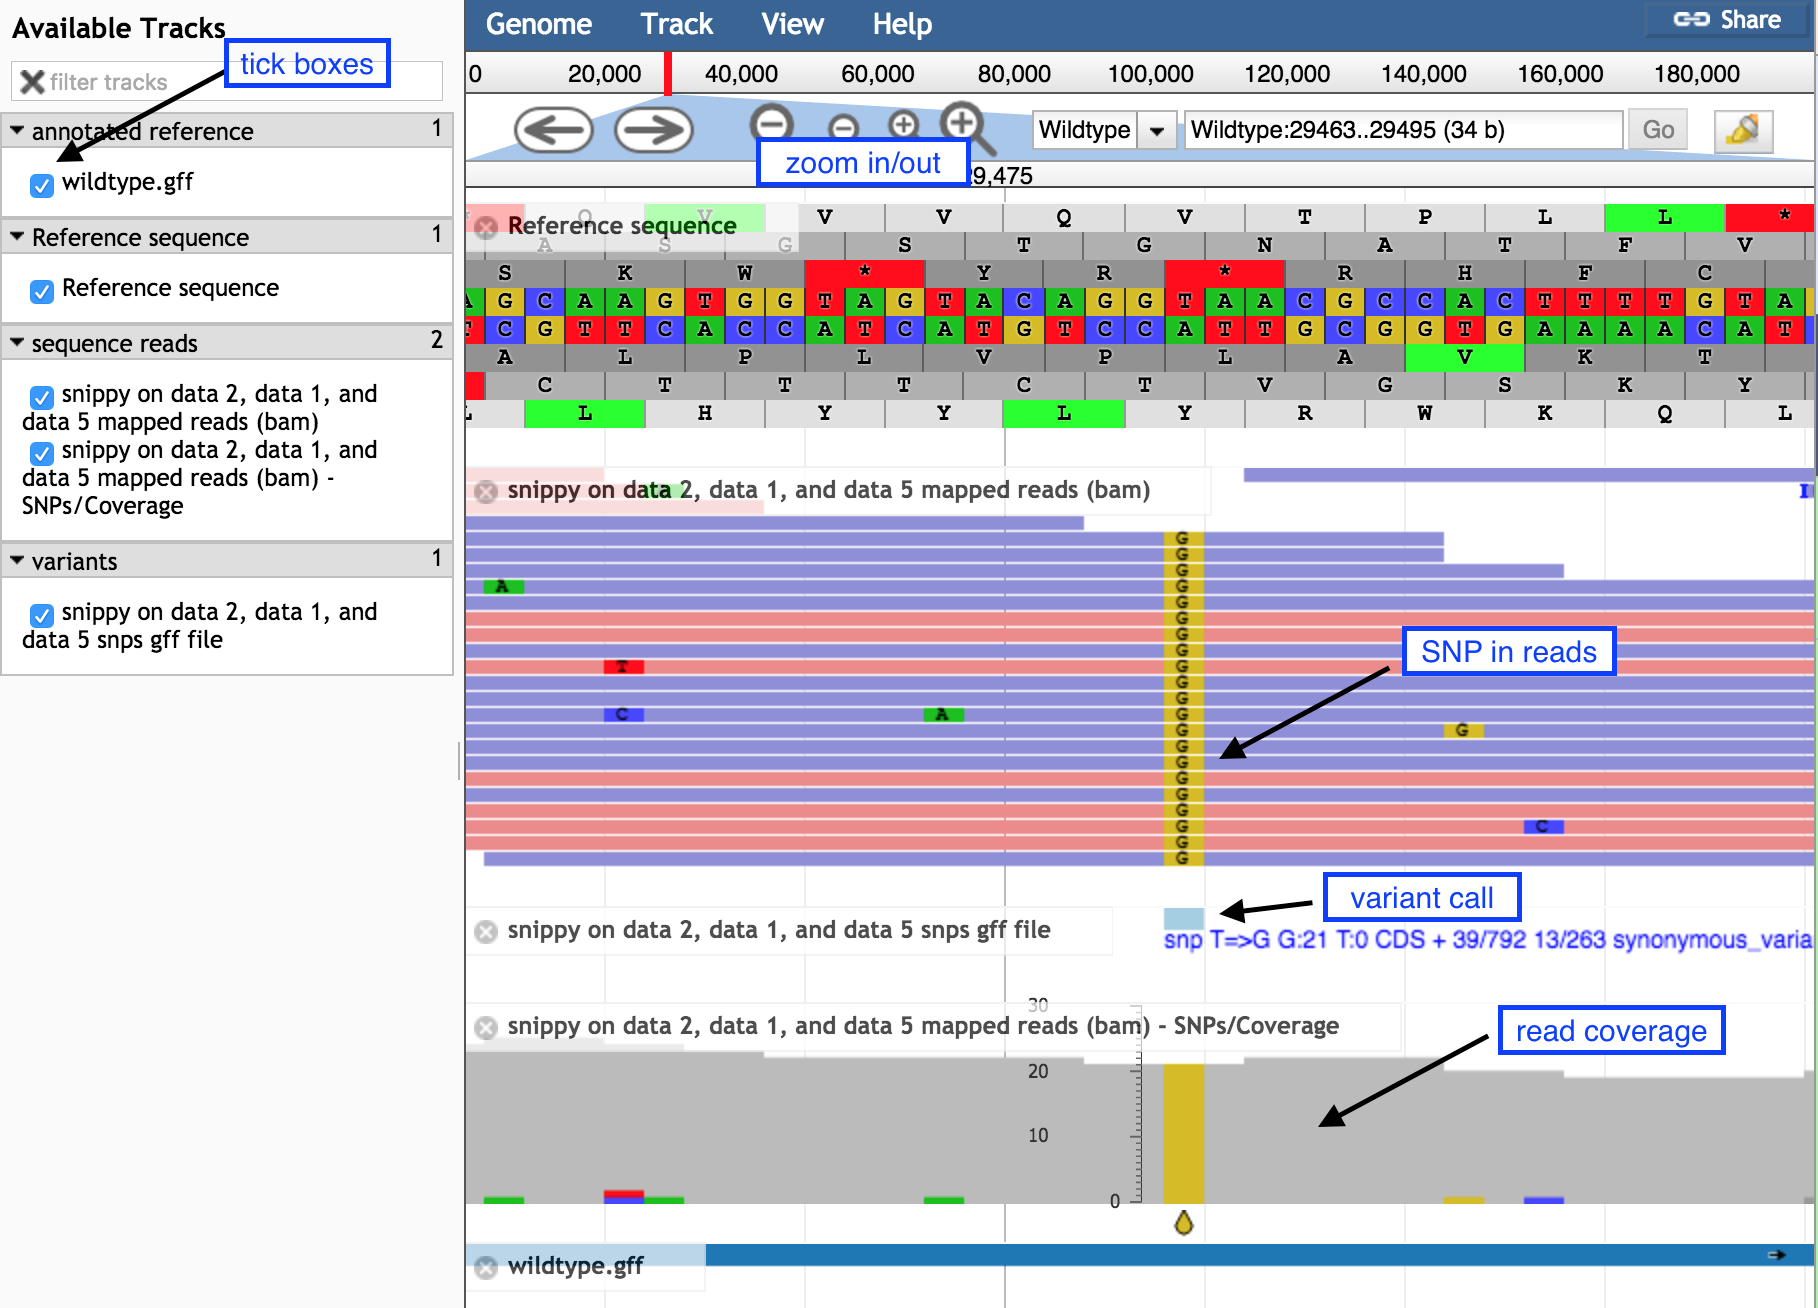 Available Tracks
tick boxes
filter tracks
annotated reference 1
wildtype.gff
Reference sequence 1
Reference sequence
sequence reads 2
snippy on data 2, data 1, and
data 5 mapped reads (bam)
snippy on data 2, data 1, and
data 5 mapped reads (bam) -
SNPs/Coverage
variants 1
snippy on data 2, data 1, and
data 5 snps gff file
Genome Track View Help Share
0 20,000 40,000 60,000 80,000 100,000 120,000 140,000 160,000 180,000
Wildtype Wildtype:29463..29495 (34 b) Go
zoom in/out
9,475
Reference sequence
Q V V V Q V T P L L *
A S G S T G N A T F V
S K W * Y R * R H F C
A G C A A G T G G T A G T A C A G G T A A C G C C A C T T T T G T A
T C G T T C A C C A T C A T G T C C A T T G C G G T G A A A A C A T
A L P L V P L A V K T
C T T T C T V G S K Y
L L H Y Y L Y R W K Q L
snippy on data 2, data 1, and data 5 mapped reads (bam)
I
G
G
G
A G
G
G
G
G
T G
G
G
C A G
G G
G
G
G
G
G
G C
G
G
SNP in reads
variant call
snippy on data 2, data 1, and data 5 snps gff file
snp T=>G G:21 T:0 CDS + 39/792 13/263 synonymous_varia
30
snippy on data 2, data 1, and data 5 mapped reads (bam) - SNPs/Coverage
read coverage
20
10
0
wildtype.gff